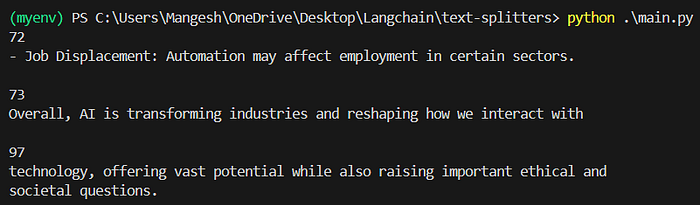 (myenv) PS C:\Users\Mangesh\OneDrive\Desktop\Langchain\text-splitters> python .\main.py
72
- Job Displacement: Automation may affect employment in certain sectors.
73
Overall, AI is transforming industries and reshaping how we interact with
97
technology, offering vast potential while also raising important ethical and
societal questions.